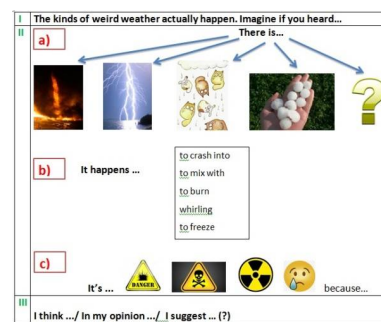 I The kinds of weird weather actually happen. Imagine if you heard…
II
a) There is…
?
b) It happens …
to crash into
to mix with
to burn
whirling
to freeze
c)
DANGER
It's … because…
III
I think .../ In my opinion .../ I suggest … (?)